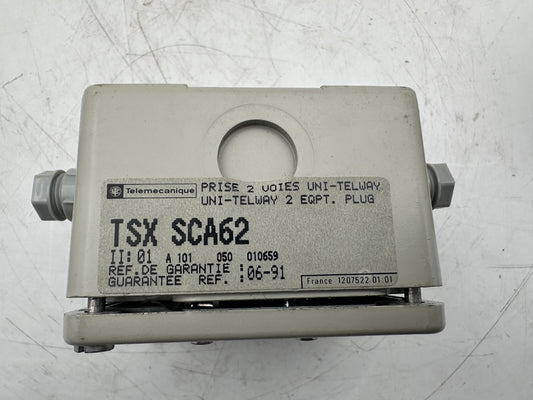 Telemecanique
PRISE 2 VOIES UNI-TELWAY
UNI-TELWAY 2 EQPT. PLUG
TSX SCA62
II:01 A 101 050 010659
REF.DE GARANTIE :06-91
GUARANTEE REF.
France 1207522 01 01